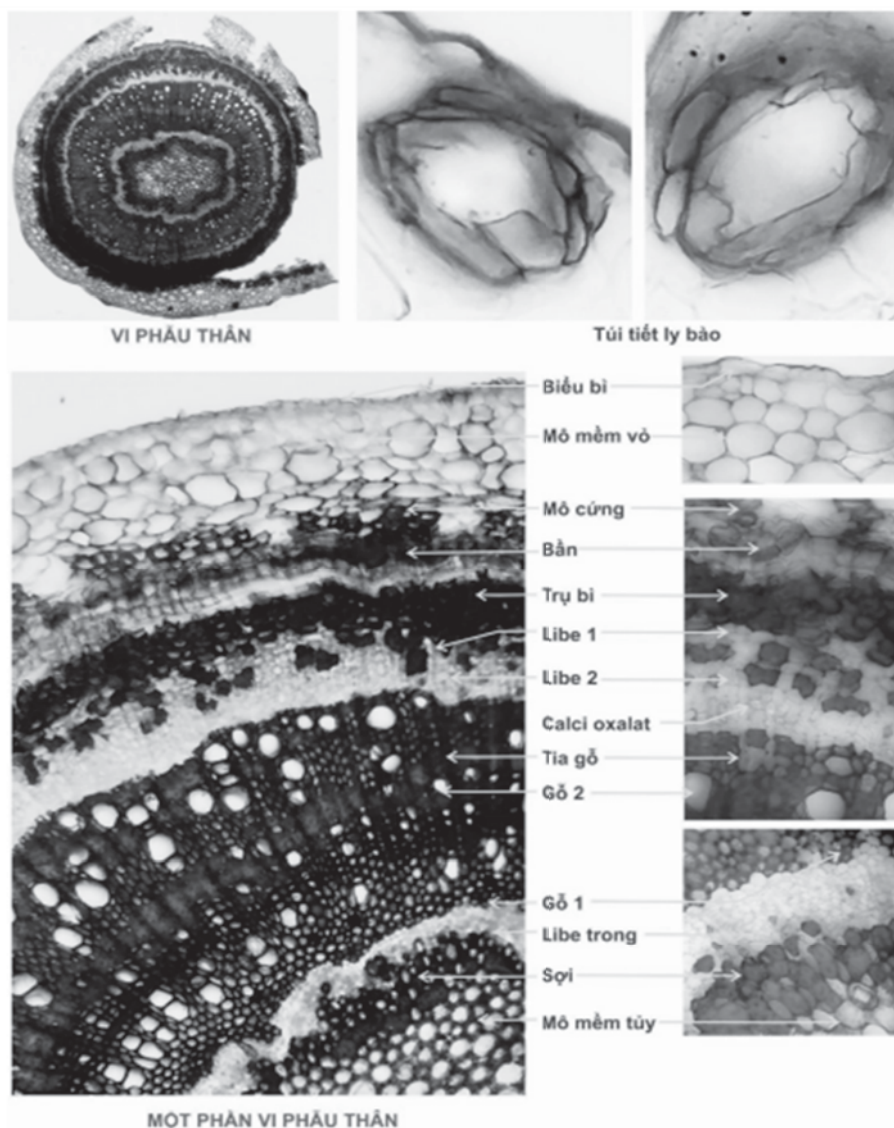 VI PHẪU THÂN
Túi tiết ly bào
Biểu bì
Mô mềm vỏ
Mô cứng
Bần
Trụ bì
Libe 1
Libe 2
Calci oxalat
Tia gỗ
Gỗ 2
Gỗ 1
Libe trong
Sợi
Mô mềm tủy
MỘT PHẦN VI PHẪU THÂN